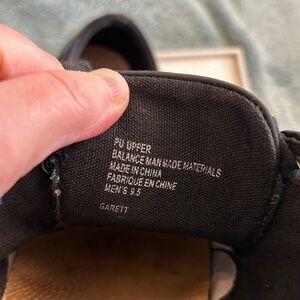 PU UPPER
BALANCE MAN MADE MATERIALS
MADE IN CHINA
FABRIQUE EN CHINE
MEN'S 9.5
GARETT